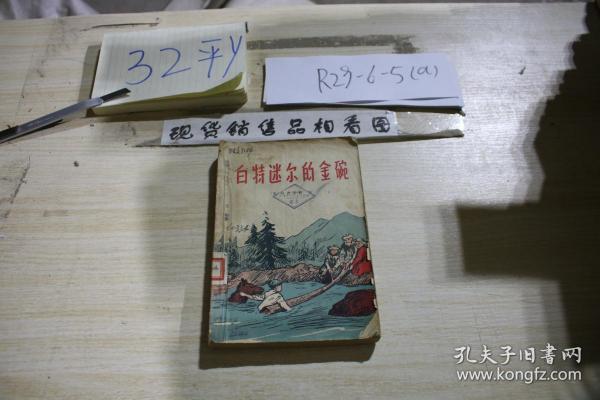 32平y
R29-6-5(a)
现货销售品相看图
白特迷尔的金碗
孔夫子旧书网
www.kongfz.com